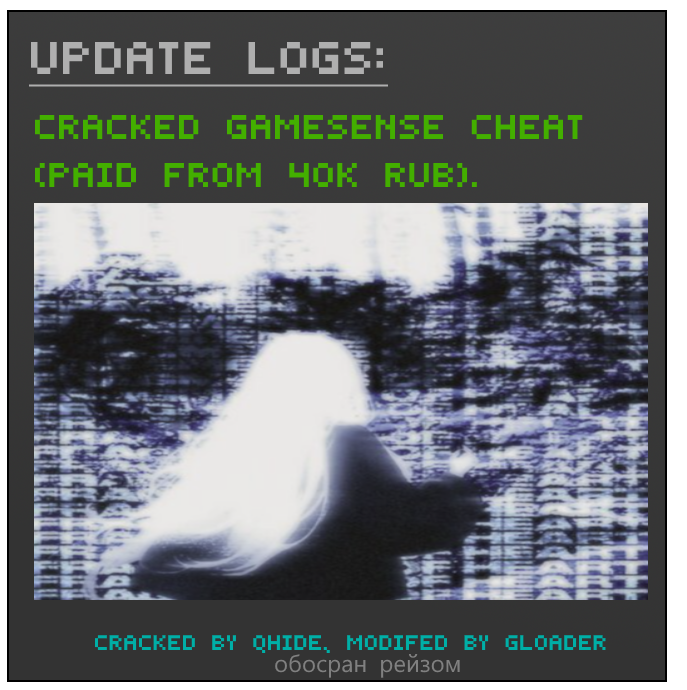 UPDATE LOGS:
CRACKED GAMESENSE CHEAT
(PAID FROM 40K RUB).
CRACKED BY QHIDE, MODIFED BY GLOADER
обосран рейзом